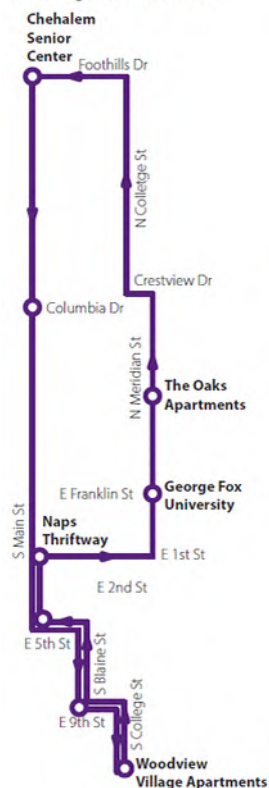 Chehalem
Senior
Center
Foothills Dr
N Colletge St
Crestview Dr
Columbia Dr
N Meridian St
The Oaks
Apartments
E Franklin St
George Fox
University
S Main St
Naps
Thriftway
E 1st St
E 2nd St
E 5th St
S Blaine St
E 9th St
S College St
Woodview
Village Apartments